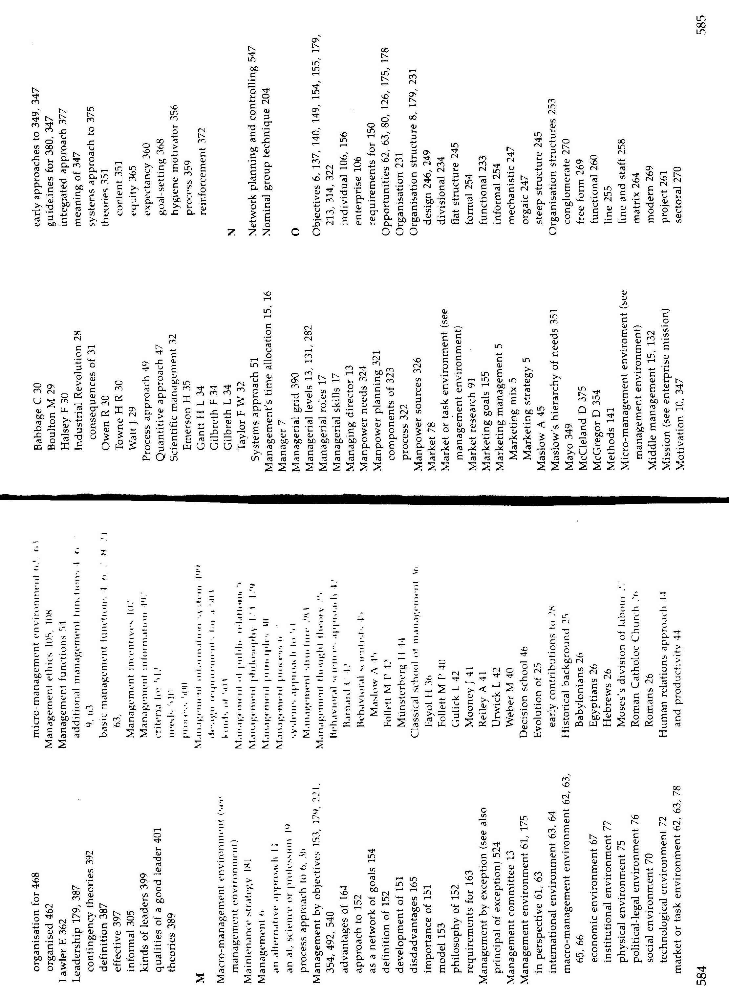 organisation for 468
organised 462
Lawler E 362
Leadership 179, 387
contingency theories 392
definition 387
effective 397
informal 305
kinds of leaders 399
qualities of a good leader 401
theories 389
M
Macro-management environment (see
management environment)
Maintenance strategy 181
Management 6
an alternative approach 11
an at, science or profession 19
process approach to 6, 36
Management by objectives 153, 179, 221,
354, 492, 540
advantages of 164
approach to 152
as a network of goals 154
definition of 152
development of 151
disdadvantages 165
importance of 151
model 153
philosophy of 152
requirements for 163
Management by exception (see also
principal of exception) 524
Management committee 13
Management environment 61, 175
in perspective 61, 63
international environment 63, 64
macro-management environment 62, 63,
65, 66
economic environment 67
institutional environment 77
physical environment 75
political-legal environment 76
social environment 70
technological environment 72
market or task environment 62, 63, 78
584
micro-management environment
Management ethics 105, 108
Management functions 54
additional management functions
9, 63
basic management functions
63,
Management incentives 107
Management information
criteria for 512
needs 510
process 500
Management information system 499
design requirements for a
kinds of
Management of public relations 5
Management philosophy
Management principles
Management process 6
systems approach to
Management structure
Management thought theory
Behavioral sciences approach 42
Barnard C 42
Behavioral scientists 45
Maslow A 45
Follett M P 42
Münsterberg H 44
Classical school of management 36
Fayol H 36
Follett M P 40
Gulick L 42
Mooney J 41
Reiley A 41
Urwick L 42
Weber M 40
Decision school 46
Evolution of 25
early contributions to 28
Historical background 25
Babylonians 26
Egyptians 26
Hebrews 26
Moses's division of labour 27
Roman Catholoc Church 26
Romans 26
Human relations approach 44
and productivity 44
Babbage C 30
Boulton M 29
Halsey F 30
Industrial Revolution 28
consequences of 31
Owen R 30
Towne H R 30
Watt J 29
Process approach 49
Quantitive approach 47
Scientific management 32
Emerson H 35
Gantt H L 34
Gilbreth F 34
Gilbreth L 34
Taylor F W 32
Systems approach 51
Management's time allocation 15, 16
Manager 7
Managerial grid 390
Managerial levels 13, 131, 282
Managerial roles 17
Managerial skills 17
Managing director 13
Manpower needs 324
Manpower planning 321
components of 323
process 322
Manpower sources 326
Market 78
Market or task environment (see
management environment)
Market research 91
Marketing goals 155
Marketing management 5
Marketing mix 5
Marketing strategy 5
Maslow A 45
Maslow's hierarchy of needs 351
Mayo 349
McCleland D 375
McGregor D 354
Methods 141
Micro-management enviroment (see
management environment)
Middle management 15, 132
Mission (see enterprise mission)
Motivation 10, 347
early approaches to 349, 347
guidelines for 380, 347
integrated approach 377
meaning of 347
systems approach to 375
theories 351
content 351
equity 365
expectancy 360
goal-setting 368
hygiene-motivator 356
process 359
reinforcement 372
N
Network planning and controlling 547
Nominal group technique 204
O
Objectives 6, 137, 140, 149, 154, 155, 179,
213, 314, 322
individual 106, 156
enterprise 106
requirements for 150
Opportunities 62, 63, 80, 126, 175, 178
Organisation 231
Organisation structure 8, 179, 231
design 246, 249
divisional 234
flat structure 245
formal 254
functional 233
informal 254
mechanistic 247
orgaic 247
steep structure 245
Organisation structures 253
conglomerate 270
free form 269
functional 260
line 255
line and staff 258
matrix 264
modern 269
project 261
sectoral 270
585